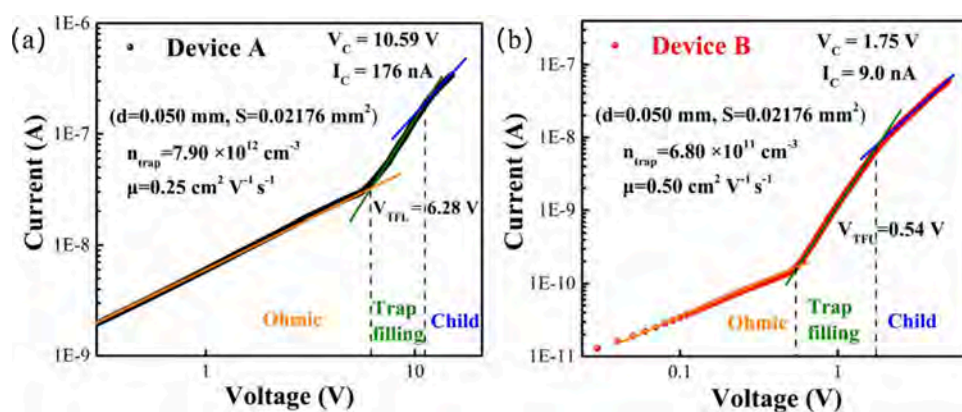 (a)
Device A
V_C = 10.59 V
I_C = 176 nA
(d=0.050 mm, S=0.02176 mm²)
n_trap=7.90 ×10¹² cm⁻³
μ=0.25 cm² V⁻¹ s⁻¹
V_TFL = 6.28 V
Ohmic
Trap
filling
Child
Current (A)
1E-6
1E-7
1E-8
1E-9
1
10
Voltage (V)
(b)
Device B
V_C = 1.75 V
I_C = 9.0 nA
(d=0.050 mm, S=0.02176 mm²)
n_trap=6.80 ×10¹¹ cm⁻³
μ=0.50 cm² V⁻¹ s⁻¹
V_TFL=0.54 V
Ohmic
Trap
filling
Child
Current (A)
1E-7
1E-8
1E-9
1E-10
1E-11
0.1
1
Voltage (V)